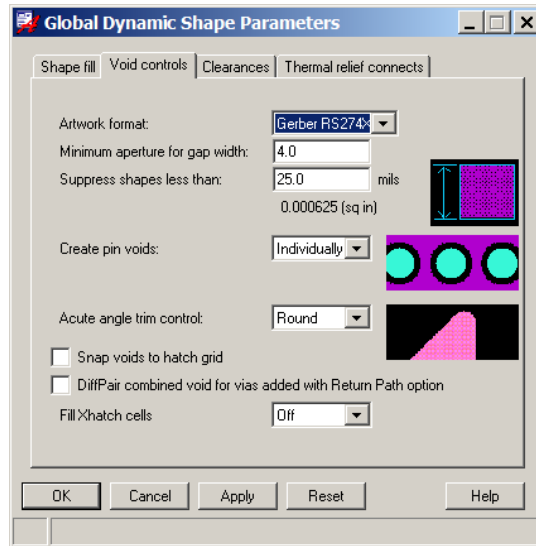 Global Dynamic Shape Parameters
Shape fill Void controls Clearances Thermal relief connects
Artwork format: Gerber RS274X
Minimum aperture for gap width: 4.0
Suppress shapes less than: 25.0 mils
0.000625 (sq in)
Create pin voids: Individually
Acute angle trim control: Round
Snap voids to hatch grid
DiffPair combined void for vias added with Return Path option
Fill Xhatch cells Off
OK Cancel Apply Reset Help